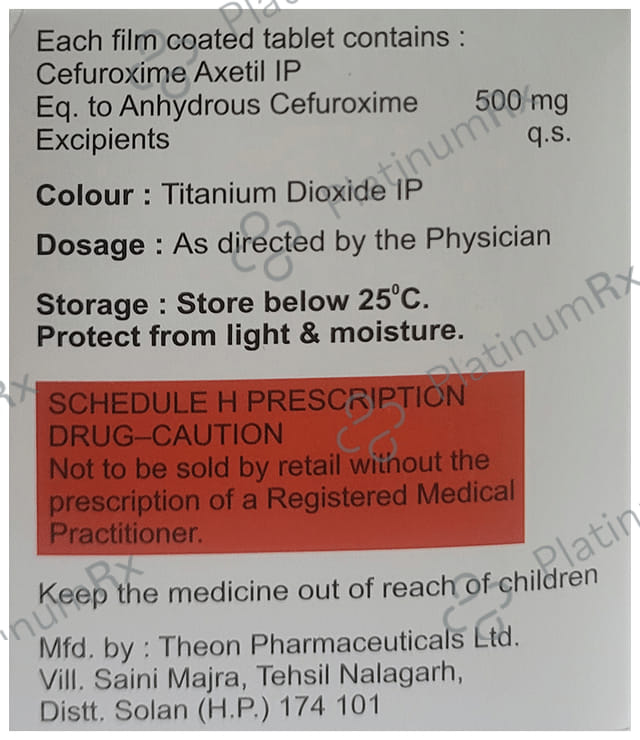 Each film coated tablet contains :
Cefuroxime Axetil IP
Eq. to Anhydrous Cefuroxime 500 mg
Excipients q.s.
Colour : Titanium Dioxide IP
Dosage : As directed by the Physician
Storage : Store below 25⁰C.
Protect from light & moisture.
SCHEDULE H PRESCRIPTION
DRUG–CAUTION
Not to be sold by retail without the
prescription of a Registered Medical
Practitioner.
Keep the medicine out of reach of children
Mfd. by : Theon Pharmaceuticals Ltd.
Vill. Saini Majra, Tehsil Nalagarh,
Distt. Solan (H.P.) 174 101
PlatinumRx
PlatinumRx